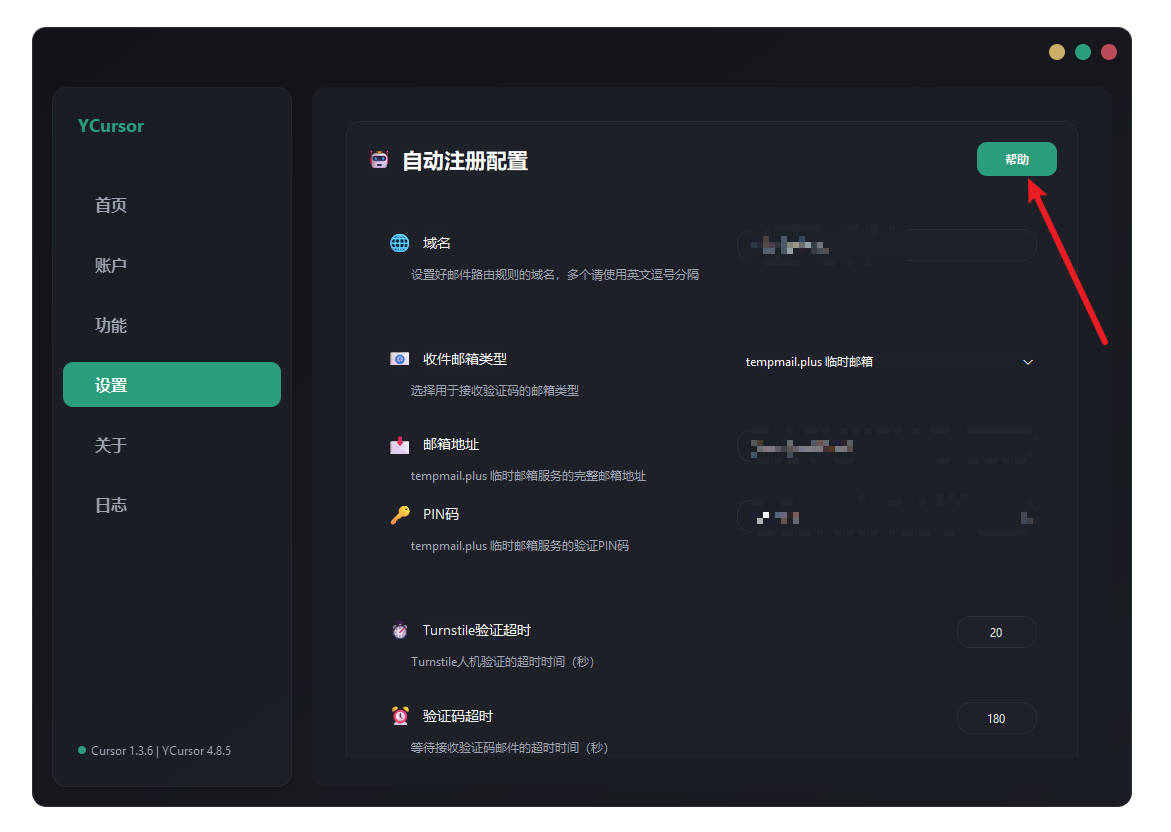 YCursor
首页
账户
功能
设置
关于
日志
Cursor 1.3.6 | YCursor 4.8.5
自动注册配置
帮助
域名
设置好邮件路由规则的域名，多个请使用英文逗号分隔
收件邮箱类型
tempmail.plus 临时邮箱
选择用于接收验证码的邮箱类型
邮箱地址
tempmail.plus 临时邮箱服务的完整邮箱地址
PIN码
tempmail.plus 临时邮箱服务的验证PIN码
Turnstile验证超时
20
Turnstile人机验证的超时时间（秒）
验证码超时
180
等待接收验证码邮件的超时时间（秒）